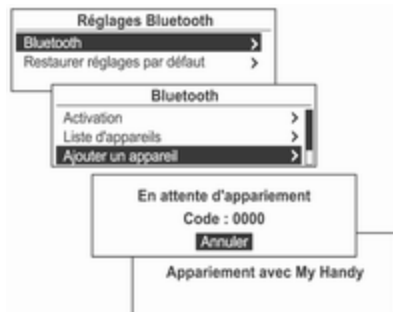 Réglages Bluetooth
Bluetooth
Restaurer réglages par défaut
Bluetooth
Activation
Liste d'appareils
Ajouter un appareil
En attente d'appariement
Code : 0000
Annuler
Appariement avec My Handy